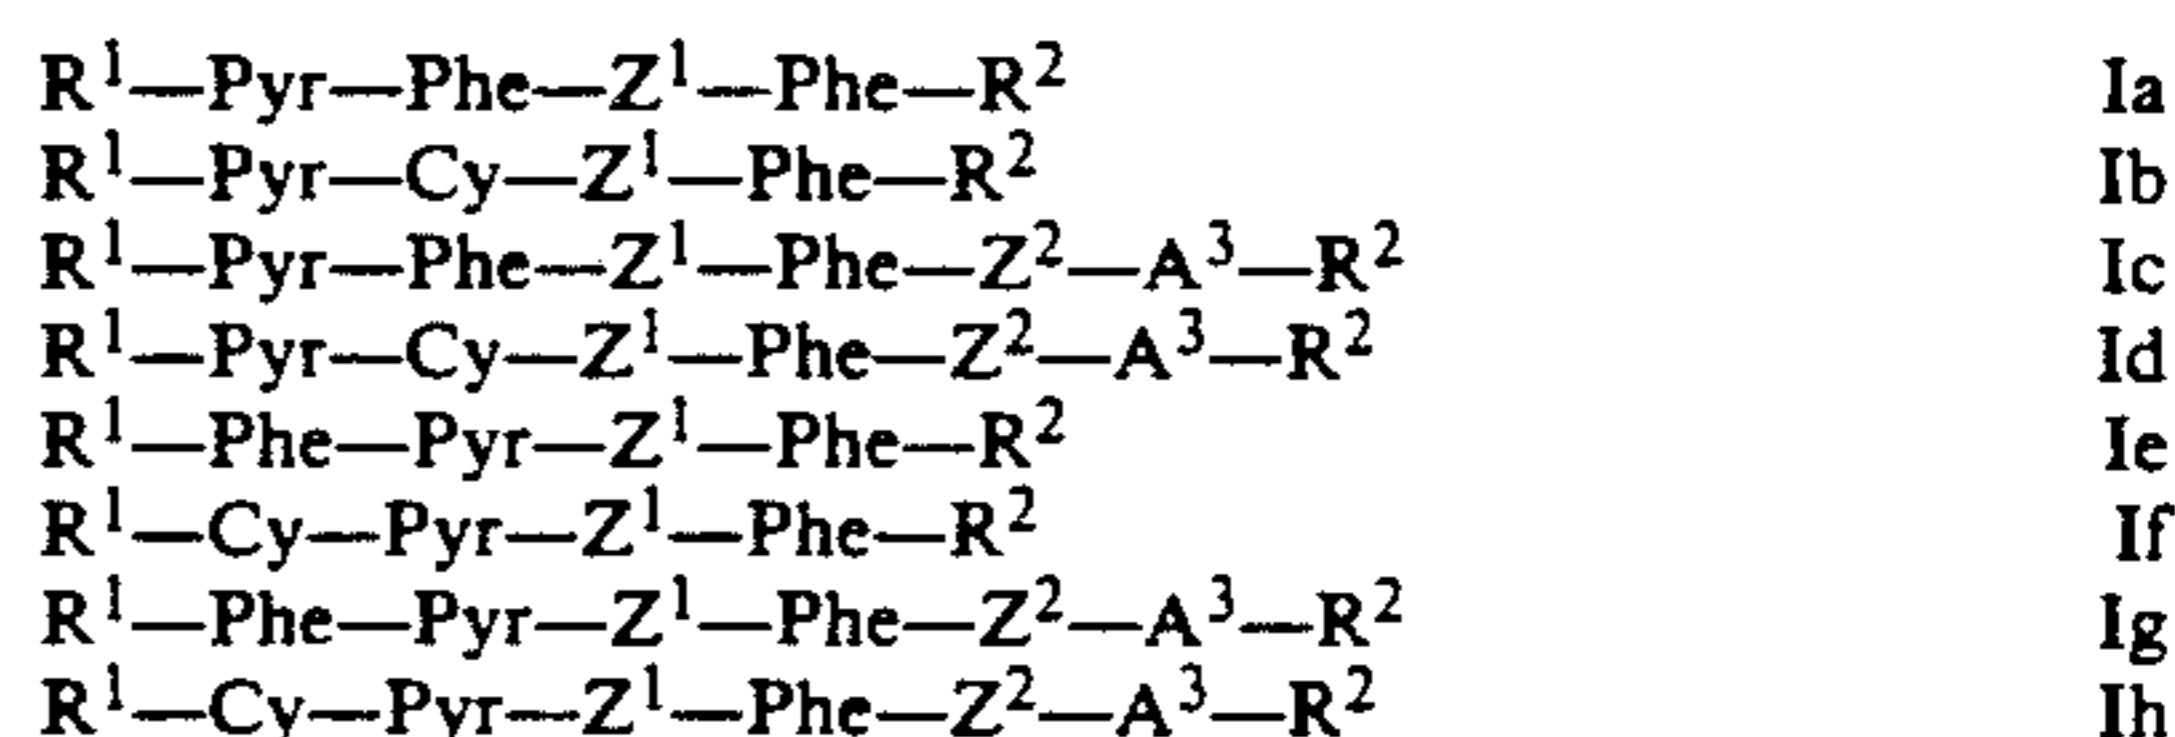 R¹—Pyr—Phe—Z¹—Phe—R² Ia
R¹—Pyr—Cy—Z¹—Phe—R² Ib
R¹—Pyr—Phe—Z¹—Phe—Z²—A³—R² Ic
R¹—Pyr—Cy—Z¹—Phe—Z²—A³—R² Id
R¹—Phe—Pyr—Z¹—Phe—R² Ie
R¹—Cy—Pyr—Z¹—Phe—R² If
R¹—Phe—Pyr—Z¹—Phe—Z²—A³—R² Ig
R¹—Cy—Pyr—Z¹—Phe—Z²—A³—R² Ih